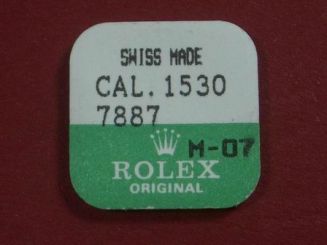 SWISS MADE
CAL. 1530
7887
M-07
ROLEX
ORIGINAL